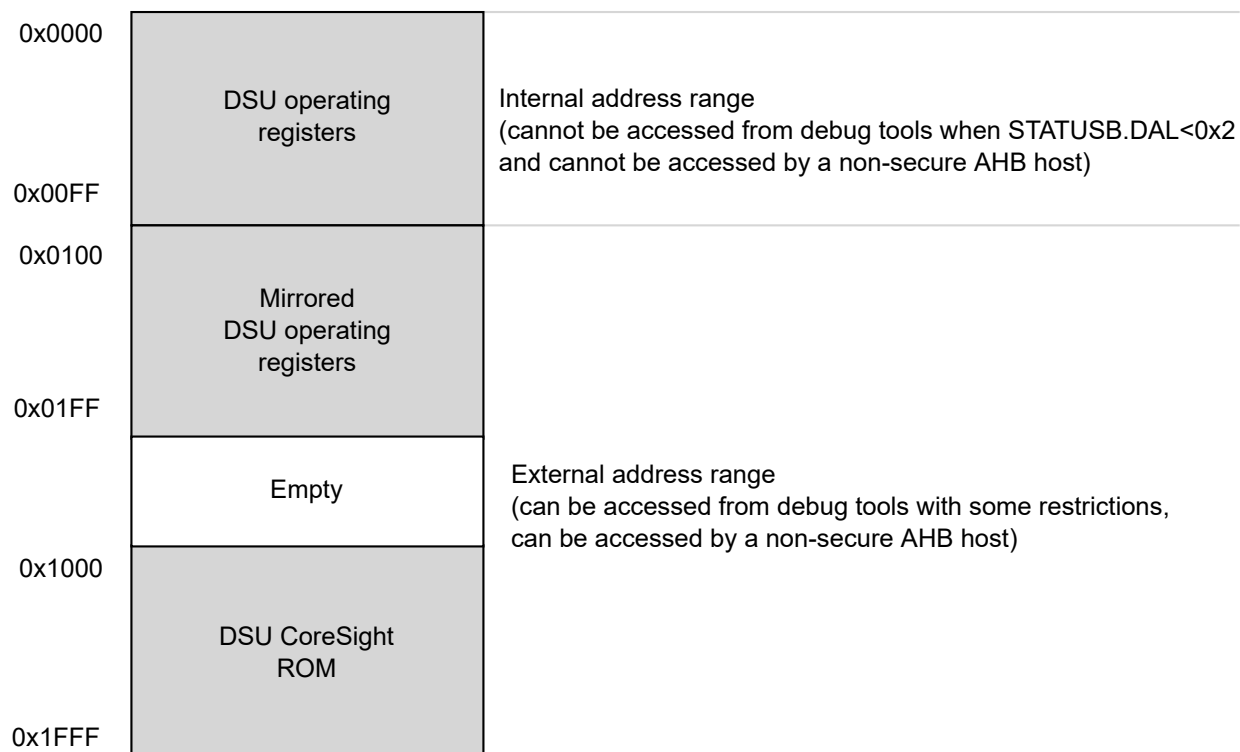 0x0000
DSU operating
registers
Internal address range
(cannot be accessed from debug tools when STATUSB.DAL<0x2
and cannot be accessed by a non-secure AHB host)
0x00FF
0x0100
Mirrored
DSU operating
registers
0x01FF
Empty
External address range
(can be accessed from debug tools with some restrictions,
can be accessed by a non-secure AHB host)
0x1000
DSU CoreSight
ROM
0x1FFF